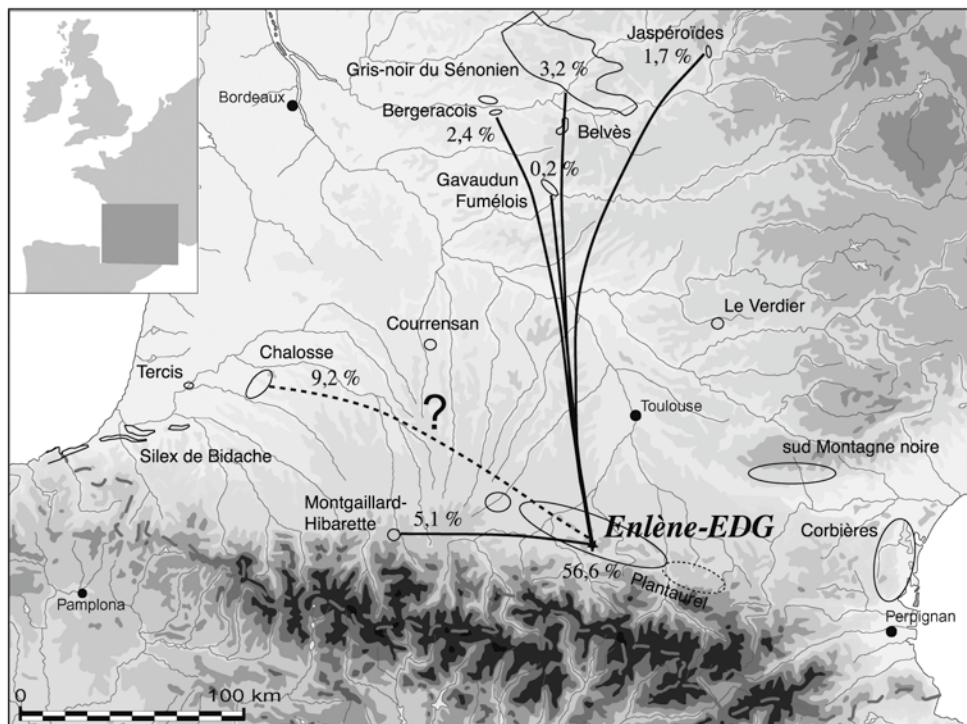 Jaspéroïdes
1,7 %
Gris-noir du Sénonien
3,2 %
Bordeaux
Bergeracois
2,4 %
Belvès
0,2 %
Gavaudun
Fumélois
Le Verdier
Courrensan
Chalosse
9,2 %
Tercis
?
Toulouse
Silex de Bidache
sud Montagne noire
Montgaillard-
Hibarette
5,1 %
Enlène-EDG
Corbières
56,6 %
Plantaurel
Pamplona
Perpignan
0
100 km